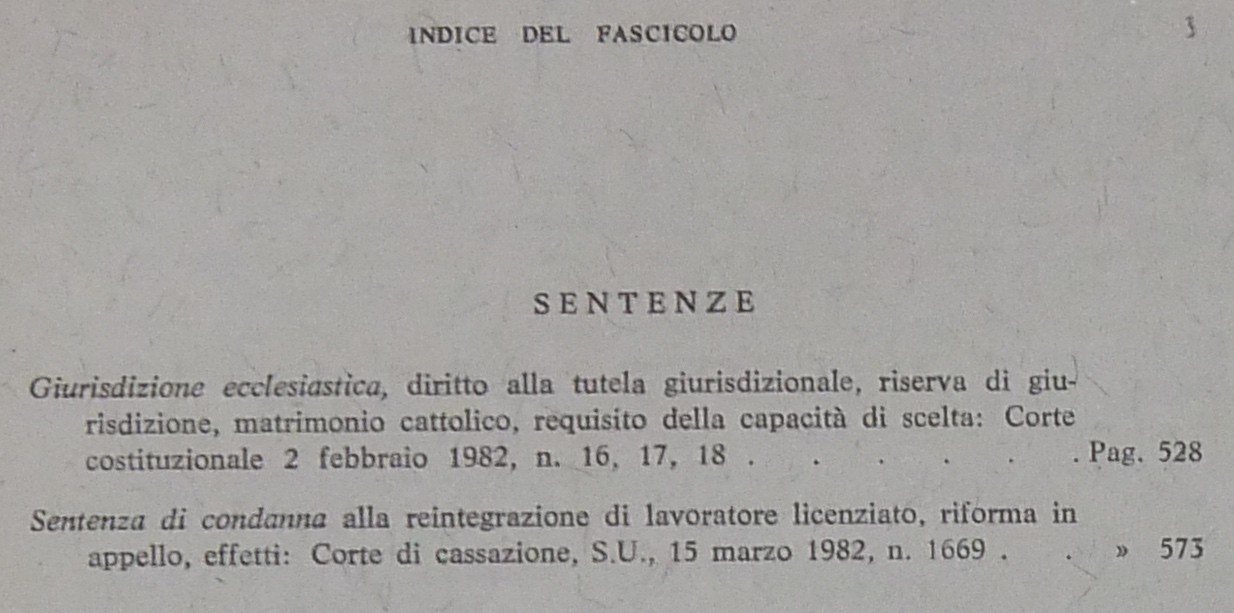 INDICE DEL FASCICOLO 3
SENTENZE
Giurisdizione ecclesiastica, diritto alla tutela giurisdizionale, riserva di giu-
risdizione, matrimonio cattolico, requisito della capacità di scelta: Corte
costituzionale 2 febbraio 1982, n. 16, 17, 18 . . . . . . Pag. 528
Sentenza di condanna alla reintegrazione di lavoratore licenziato, riforma in
appello, effetti: Corte di cassazione, S.U., 15 marzo 1982, n. 1669 . . » 573